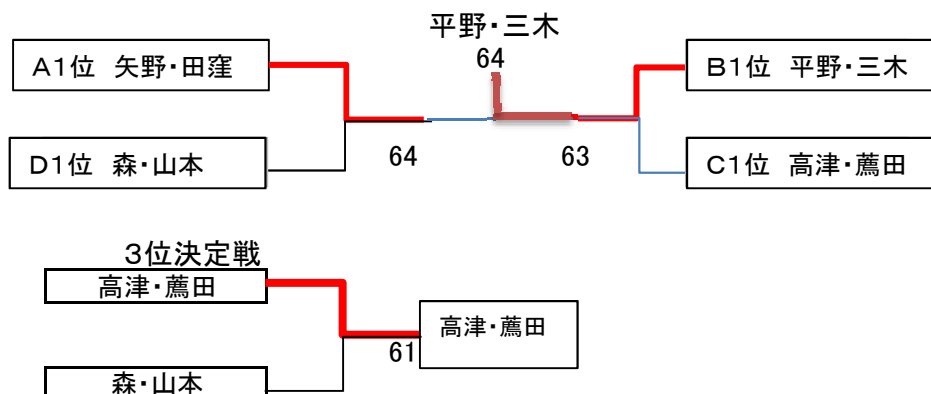 平野・三木
64
A1位 矢野・田窪
B1位 平野・三木
D1位 森・山本
64
63
C1位 高津・薦田
3位決定戦
高津・薦田
高津・薦田
61
森・山本